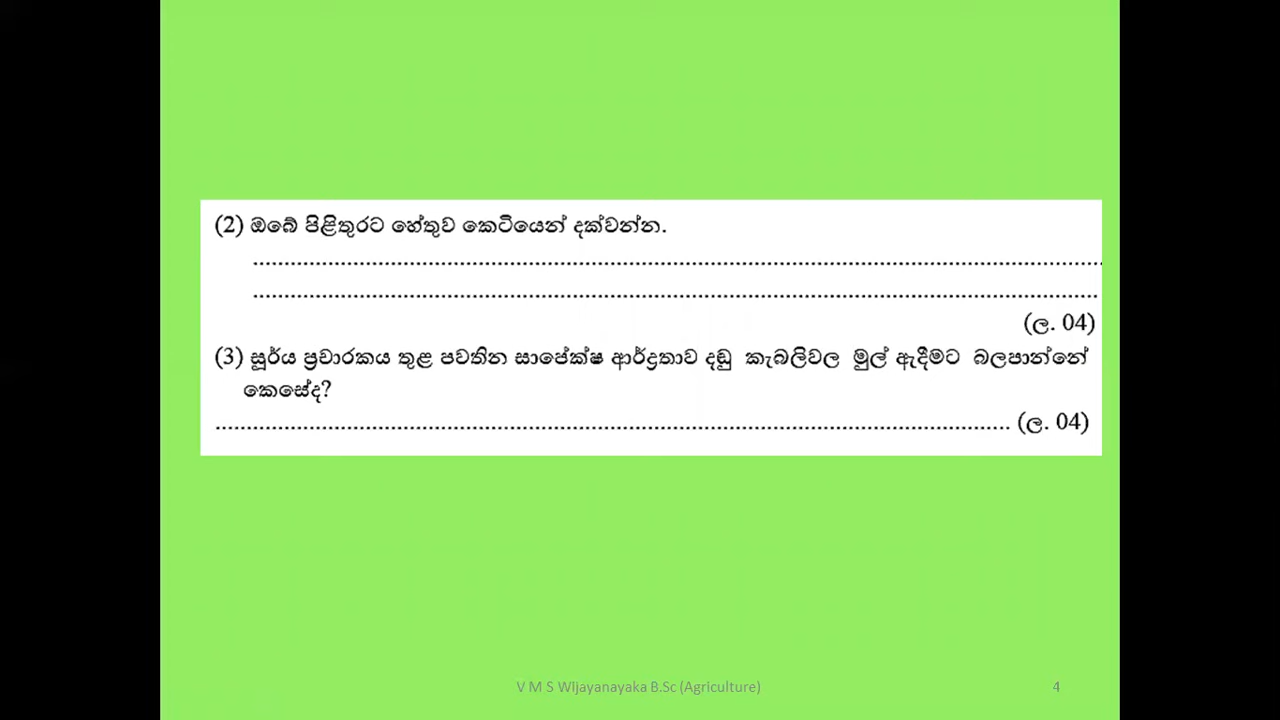 (2) ඔබේ පිළිතුරට හේතුව කෙටියෙන් දක්වන්න.
..........................................................................................................................................
..........................................................................................................................................
(ල. 04)
(3) සූර්ය ප්‍රචාරකය තුළ පවතින සාපේක්ෂ ආර්ද්‍රතාව දඬු කැබලිවල මුල් ඇදීමට බලපාන්නේ
කෙසේද?
................................................................................................................................. (ල. 04)
V M S Wijayanayaka B.Sc (Agriculture) 4